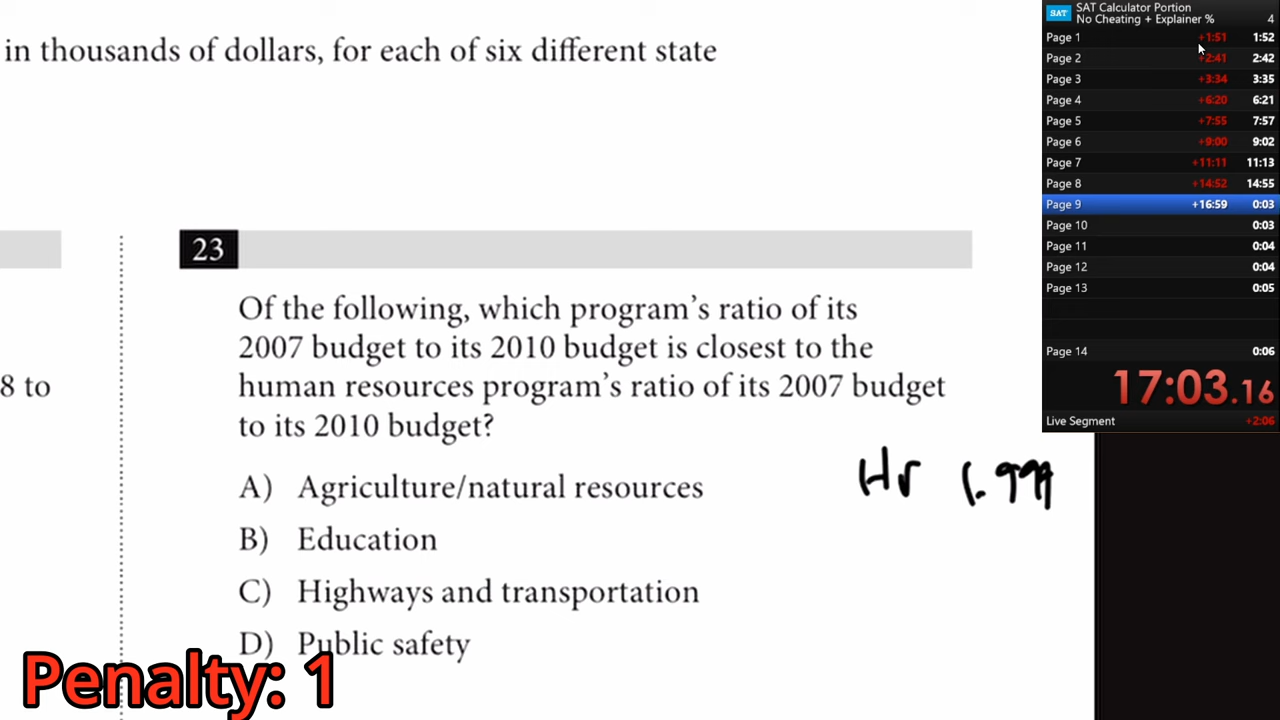 in thousands of dollars, for each of six different state
8 to
23
Of the following, which program’s ratio of its
2007 budget to its 2010 budget is closest to the
human resources program’s ratio of its 2007 budget
to its 2010 budget?
A) Agriculture/natural resources
B) Education
C) Highways and transportation
D) Public safety
Hr 1.999
Penalty: 1
SAT
SAT Calculator Portion
No Cheating + Explainer % 4
Page 1 +1:51 1:52
Page 2 +2:41 2:42
Page 3 +3:34 3:35
Page 4 +6:20 6:21
Page 5 +7:55 7:57
Page 6 +9:00 9:02
Page 7 +11:11 11:13
Page 8 +14:52 14:55
Page 9 +16:59 0:03
Page 10 0:03
Page 11 0:04
Page 12 0:04
Page 13 0:05
Page 14 0:06
17:03.16
Live Segment +2:06